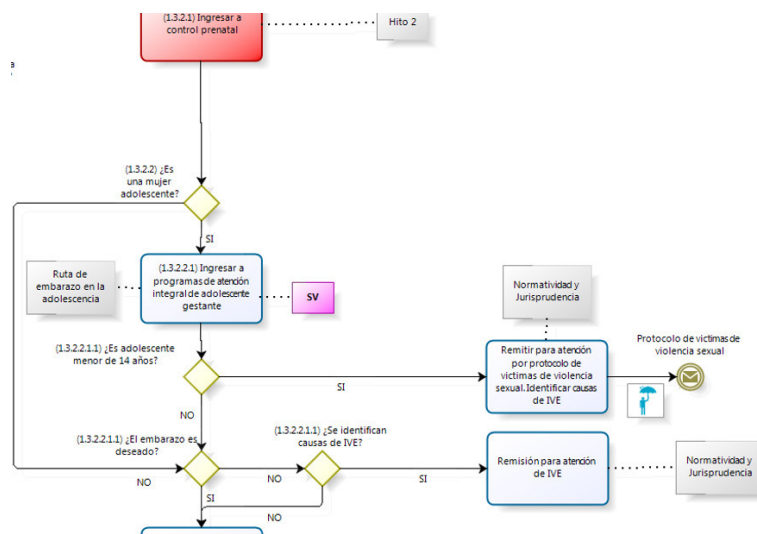 (1.3.2.1) Ingresar a
control prenatal
Hito 2
a
(1.3.2.2) ¿Es
una mujer
adolescente?
SI
(1.3.2.2.1) Ingresar a
programas de atención
integral de adolescente
gestante
Ruta de
embarazo en la
adolescencia
SV
Normatividad y
Jurisprudencia
(1.3.2.2.1.1) ¿Es adolescente
menor de 14 años?
SI
Remitir para atención
por protocolo de
victimas de violencia
sexual. Identificar causas
de IVE
Protocolo de victimas de
violencia sexual
NO
(1.3.2.2.1.1) ¿El embarazo es
deseado?
(1.3.2.2.1.1) ¿Se identifican
causas de IVE?
NO
NO
SI
Remisión para atención
de IVE
Normatividad y
Jurisprudencia
SI
NO